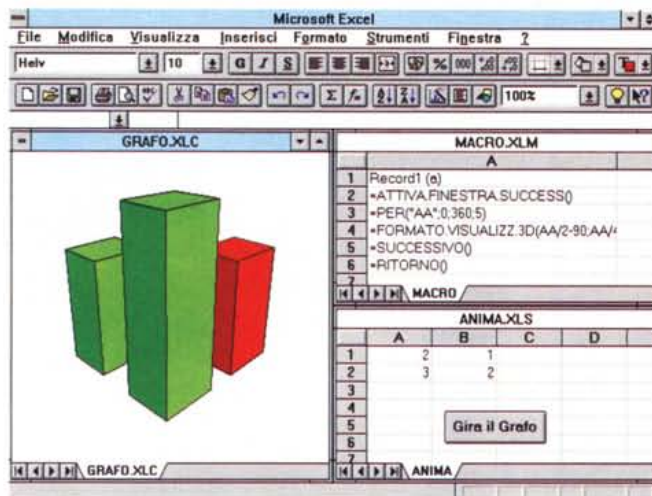 Microsoft Excel
File Modifica Visualizza Inserisci Formato Strumenti Finestra ?
Helv 10 G I S % 000
Σ 100% ?
GRAFO.XLC
GRAFO.XLC
MACRO.XLM
A
1 Record1 (a)
2 =ATTIVA.FINESTRA.SUCCESS()
3 =PER("AA";0;360;5)
4 =FORMATO.VISUALIZZ.3D(AA/2-90;AA/4
5 =SUCCESSIVO()
6 =RITORNO()
7
MACRO
ANIMA.XLS
A B C D
1 2 1
2 3 2
3
4
5 Gira il Grafo
6
7
ANIMA